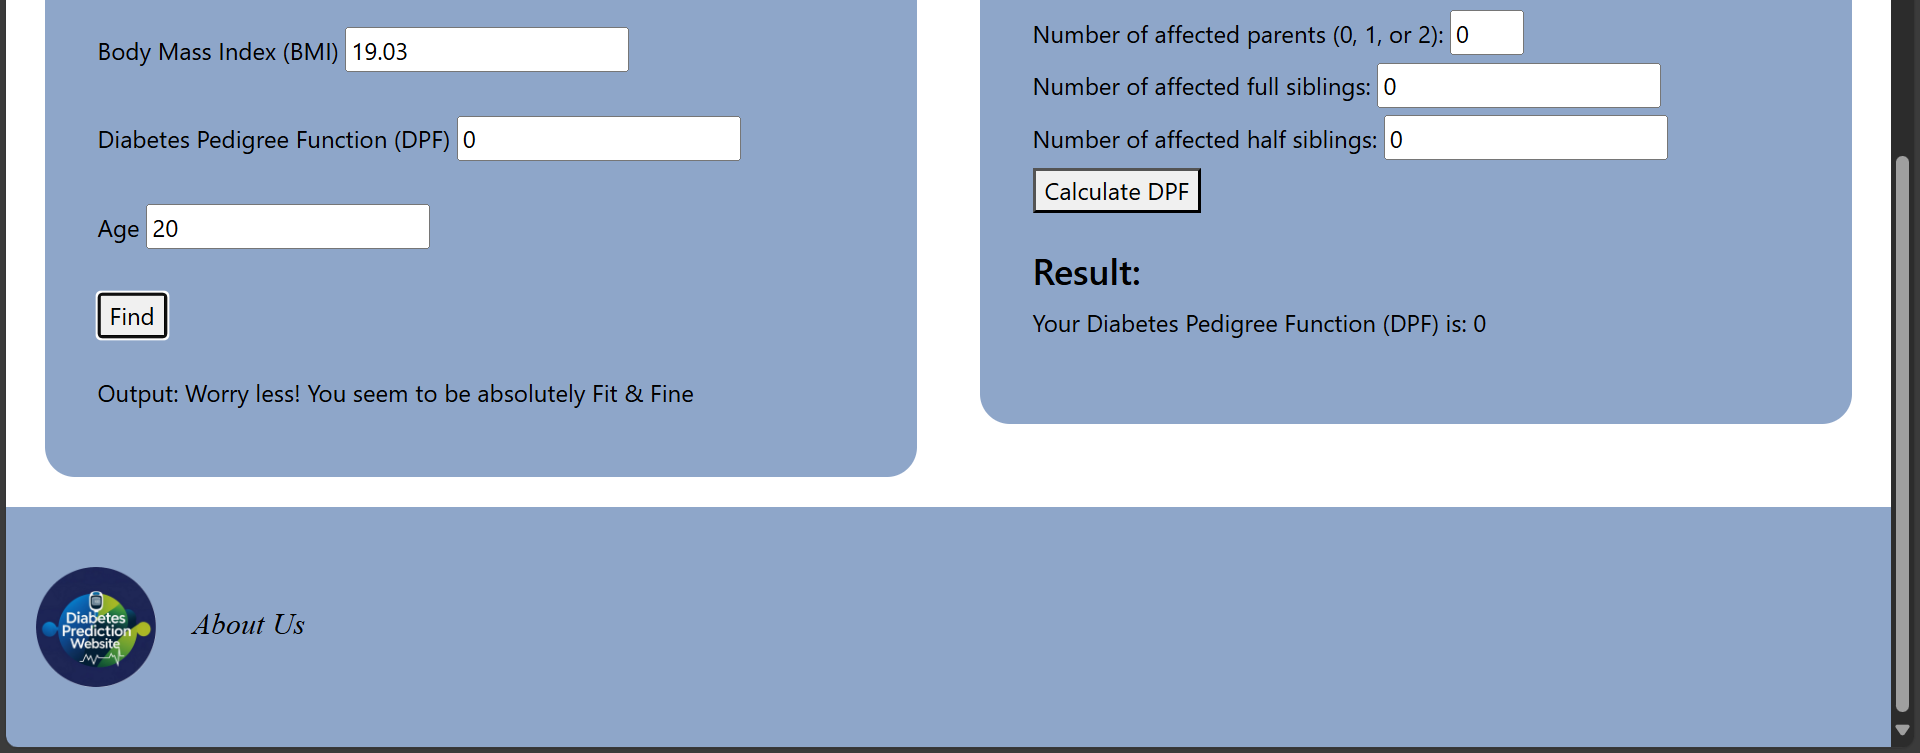 Body Mass Index (BMI) 19.03
Diabetes Pedigree Function (DPF) 0
Age 20
Find
Output: Worry less! You seem to be absolutely Fit & Fine
Number of affected parents (0, 1, or 2): 0
Number of affected full siblings: 0
Number of affected half siblings: 0
Calculate DPF
Result:
Your Diabetes Pedigree Function (DPF) is: 0
Diabetes
Prediction
Website
About Us